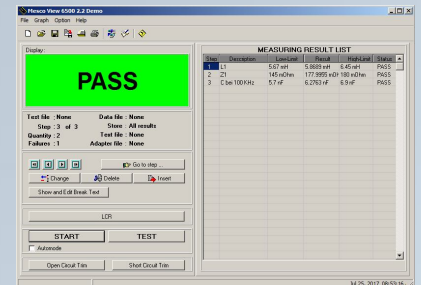 Mesco View 6500 2.2 Demo
File Graph Option Help
Display:
PASS
Test file : None Data file : None
Step : 3 of 3 Store : All results
Quantity : 2 Text file : None
Failures : 1 Adapter file : None
Go to step ...
Change Delete Insert
Show and Edit Break Text
LCR
START TEST
Automode
Open Circuit Trim Short Circuit Trim
MEASURING RESULT LIST
Step Description Low-Limit Result High-Limit Status
1 L1 5.67 mH 5.8689 mH 6.45 mH PASS
2 Z1 145 mOhm 177.9955 mOh 180 mOhm PASS
3 C bei 100 KHz 5.7 nF 6.2763 nF 6.9 nF PASS
Jul 25, 2017 08:53:16